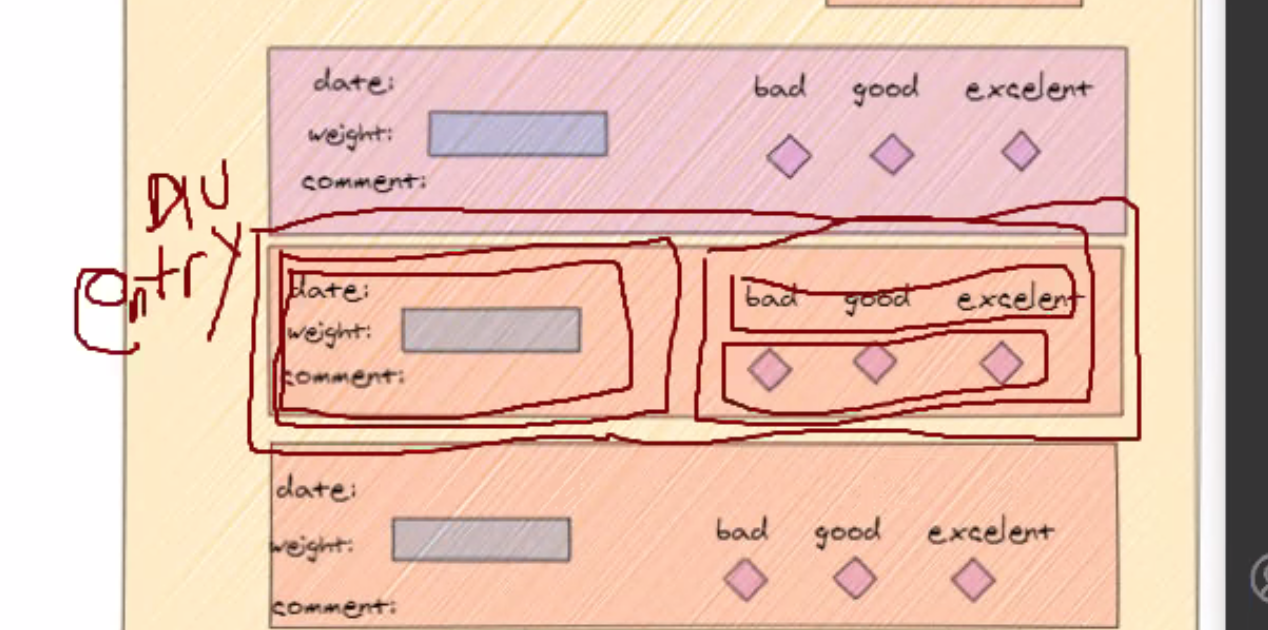 date:
bad good excelent
weight:
comment:
DIV
entry
date:
bad good excelent
weight:
comment:
date:
bad good excelent
weight:
comment: